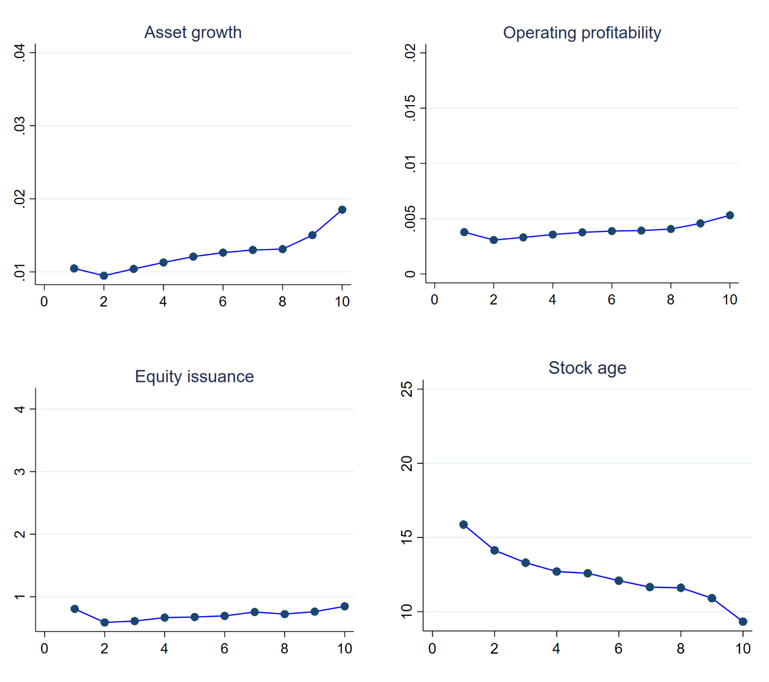 Asset growth
.04
.03
.02
.01
0 2 4 6 8 10
Operating profitability
.02
.015
.01
.005
0
0 2 4 6 8 10
Equity issuance
4
3
2
1
0 2 4 6 8 10
Stock age
25
20
15
10
0 2 4 6 8 10